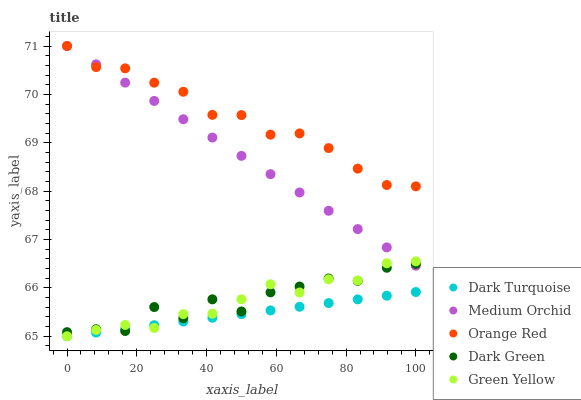 title
71
70
69
68
67
66
65
0
20
40
60
80
100
xaxis_label
yaxis_label
Dark Turquoise
Medium Orchid
Orange Red
Dark Green
Green Yellow